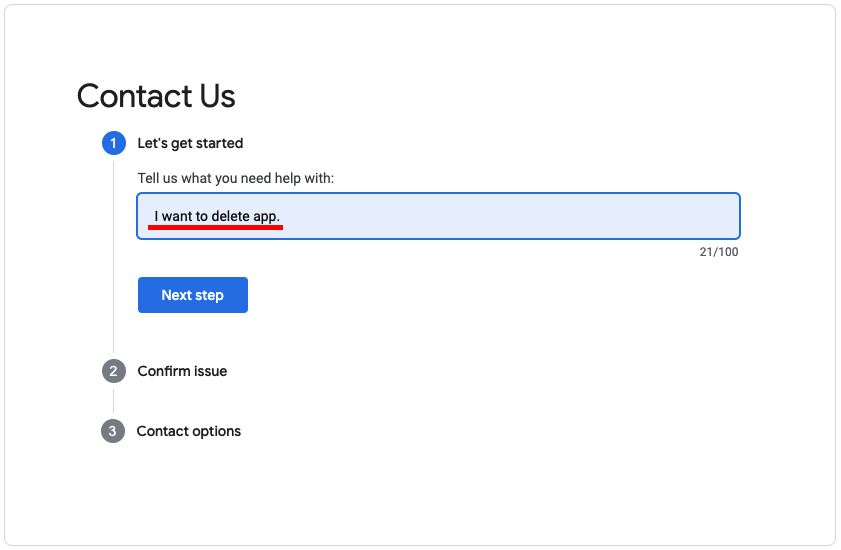 Contact Us
1 Let's get started
Tell us what you need help with:
I want to delete app.
21/100
Next step
2 Confirm issue
3 Contact options